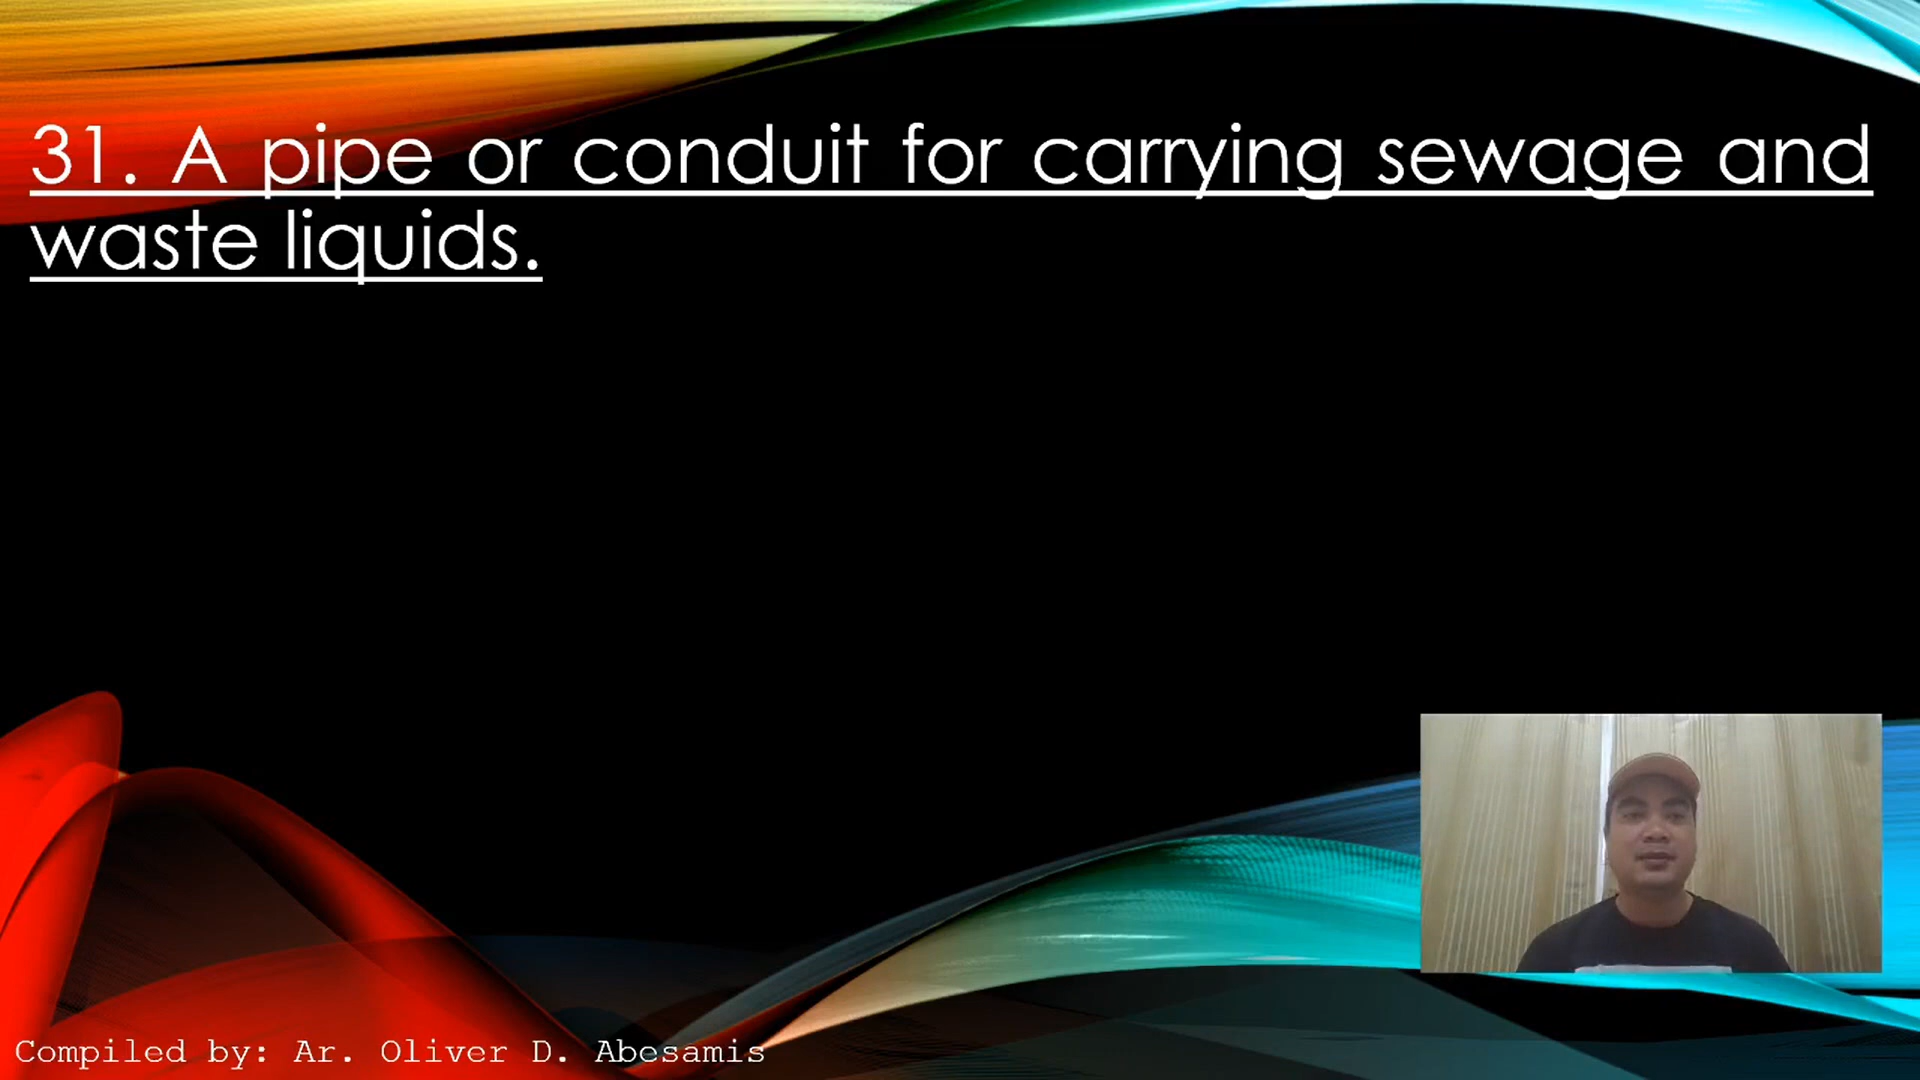 31. A pipe or conduit for carrying sewage and
waste liquids.
Compiled by: Ar. Oliver D. Abesamis